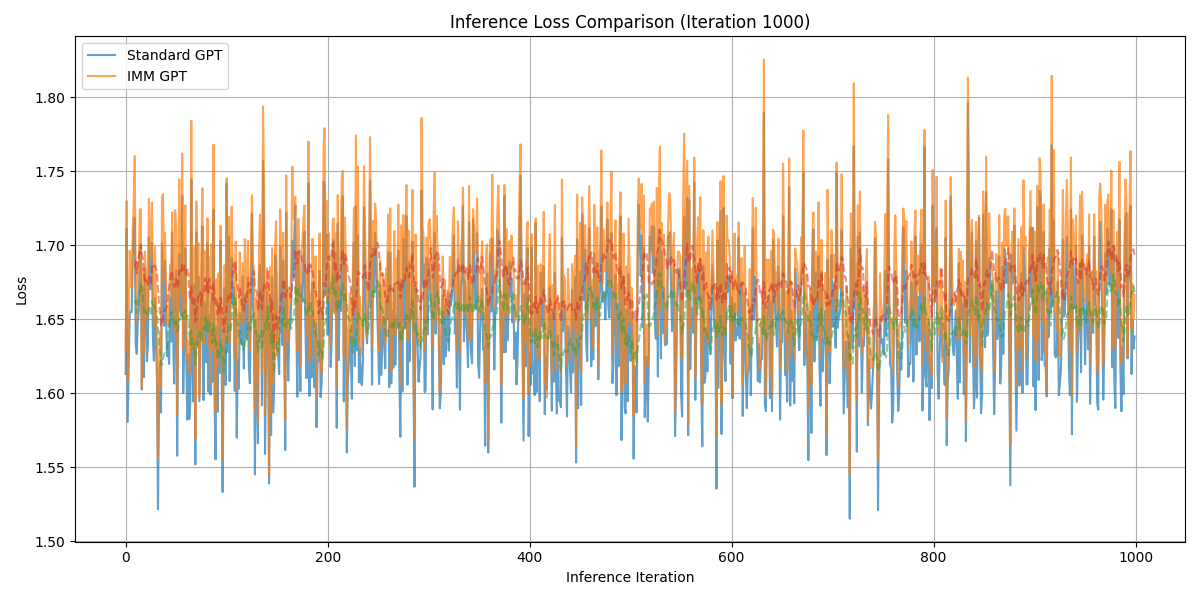 Inference Loss Comparison (Iteration 1000)
Standard GPT
IMM GPT
Loss
1.80
1.75
1.70
1.65
1.60
1.55
1.50
0
200
400
600
800
1000
Inference Iteration